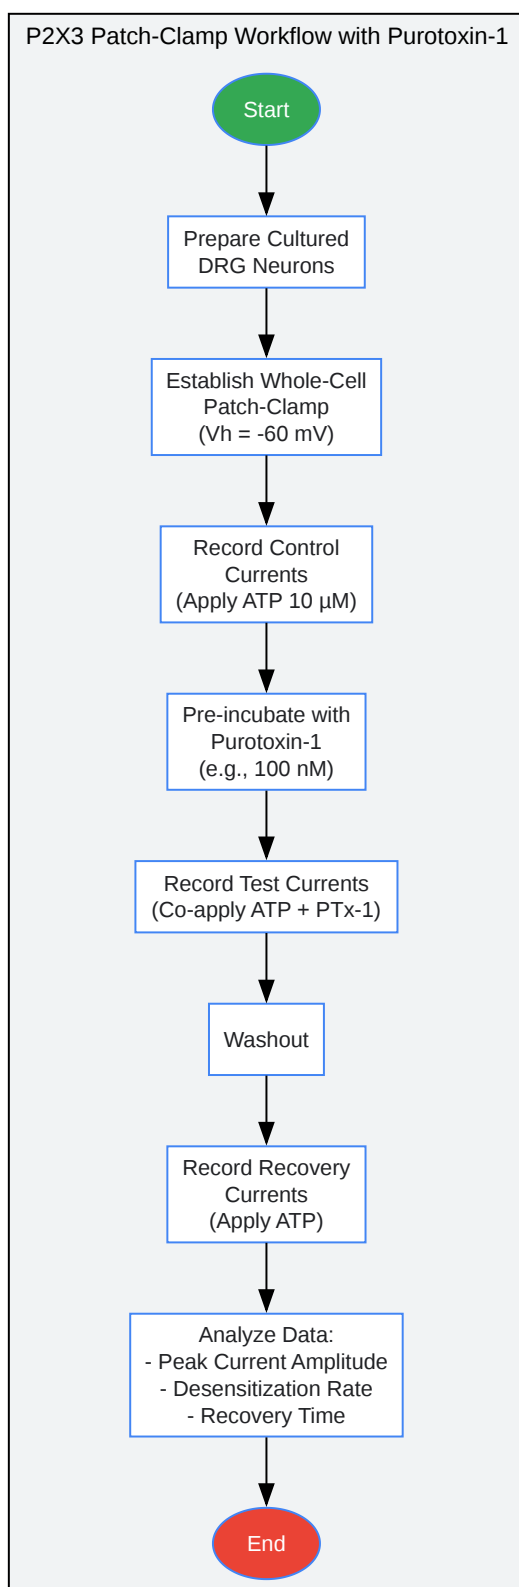 P2X3 Patch-Clamp Workflow with Purotoxin-1
Start
Prepare Cultured
DRG Neurons
Establish Whole-Cell
Patch-Clamp
(Vh = -60 mV)
Record Control
Currents
(Apply ATP 10 µM)
Pre-incubate with
Purotoxin-1
(e.g., 100 nM)
Record Test Currents
(Co-apply ATP + PTx-1)
Washout
Record Recovery
Currents
(Apply ATP)
Analyze Data:
- Peak Current Amplitude
- Desensitization Rate
- Recovery Time
End